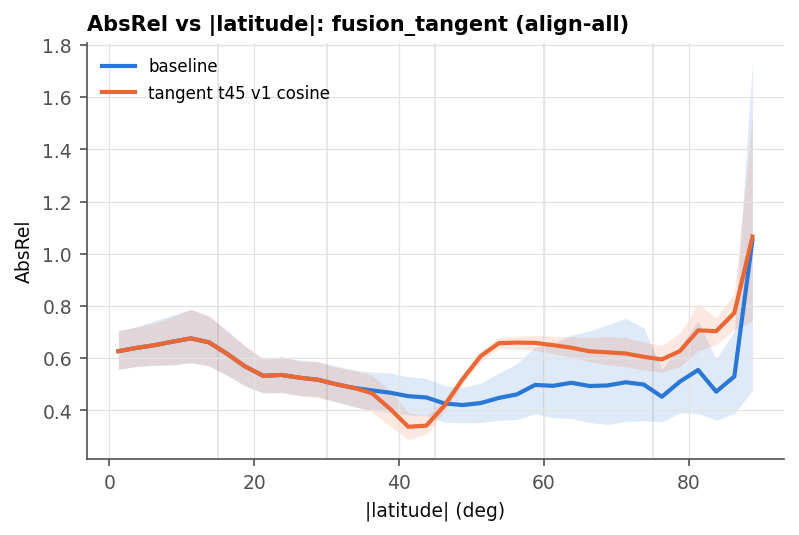 AbsRel vs |latitude|: fusion_tangent (align-all)
baseline
tangent t45 v1 cosine
1.8
1.6
1.4
1.2
1.0
0.8
0.6
0.4
AbsRel
0 20 40 60 80
|latitude| (deg)